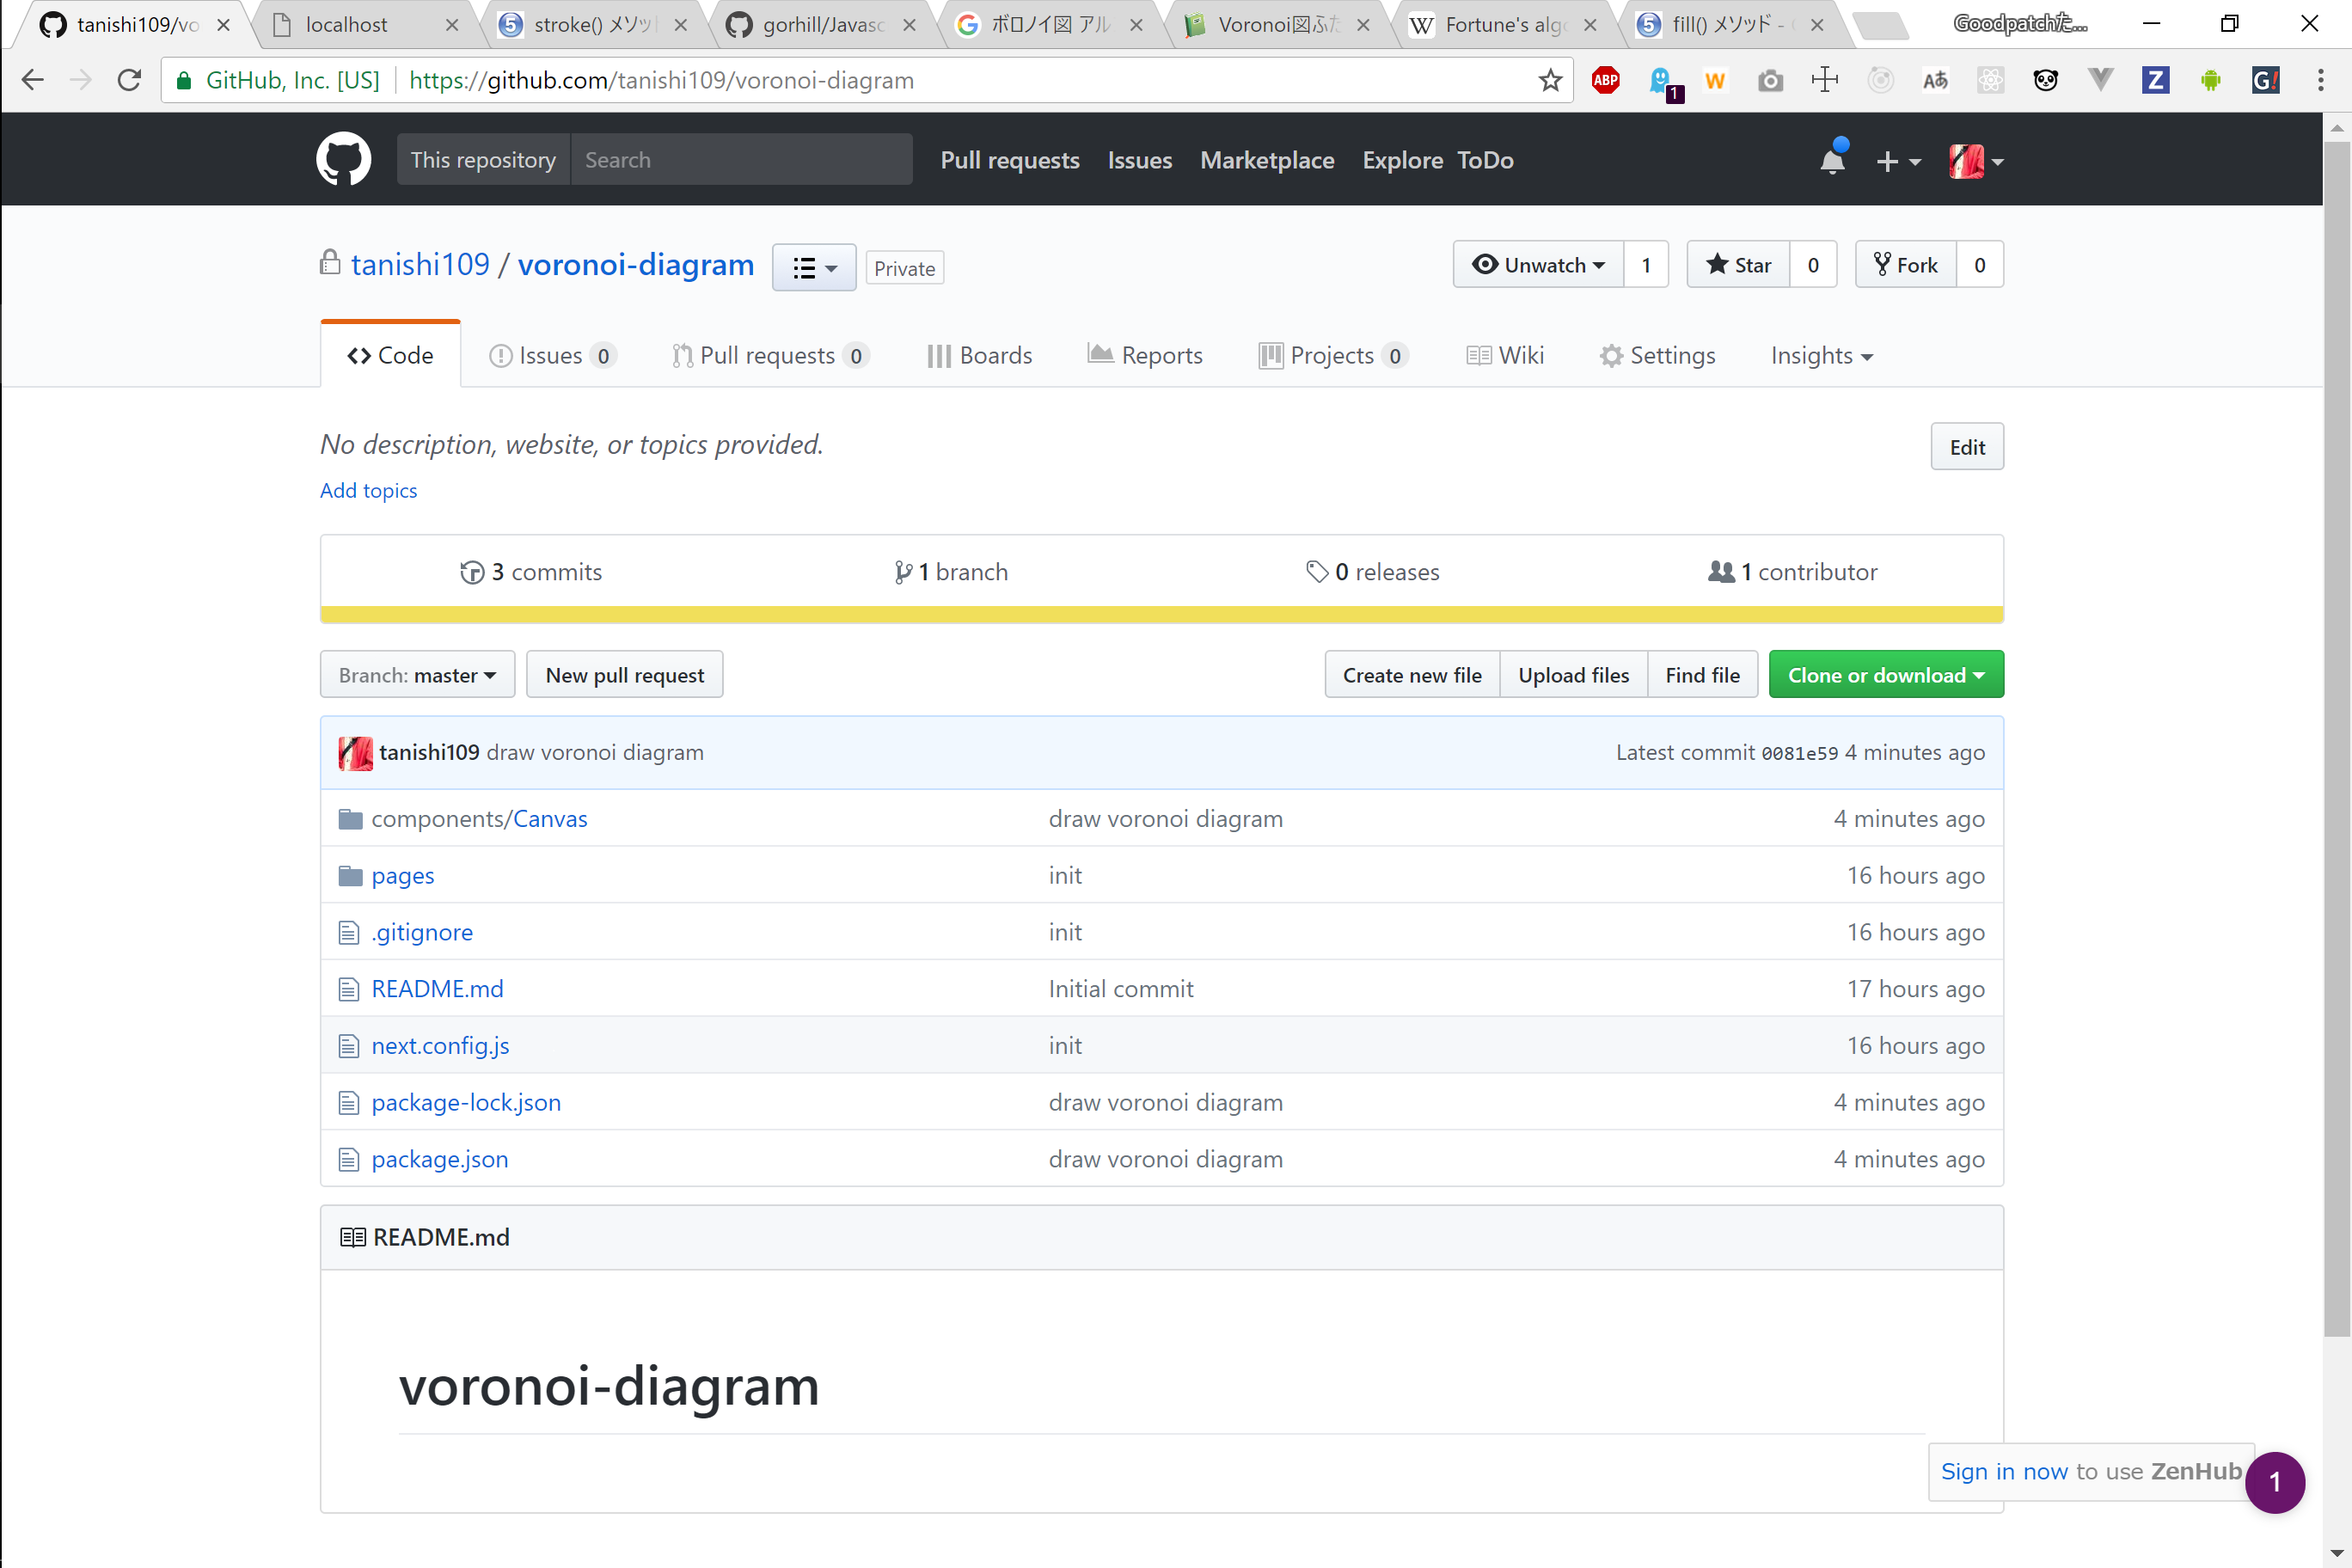 tanishi109/vo
localhost
stroke() メソッ
gorhill/Javasc
ボロノイ図 アル
Voronoi図ふた
Fortune's algo
fill() メソッド -
Goodpatchた...
GitHub, Inc. [US] https://github.com/tanishi109/voronoi-diagram
ABP 1 W Aあ Z G!
This repository Search Pull requests Issues Marketplace Explore ToDo
tanishi109 / voronoi-diagram Private Unwatch 1 Star 0 Fork 0
Code Issues 0 Pull requests 0 Boards Reports Projects 0 Wiki Settings Insights
No description, website, or topics provided. Edit
Add topics
3 commits 1 branch 0 releases 1 contributor
Branch: master New pull request Create new file Upload files Find file Clone or download
tanishi109 draw voronoi diagram Latest commit 0081e59 4 minutes ago
components/Canvas draw voronoi diagram 4 minutes ago
pages init 16 hours ago
.gitignore init 16 hours ago
README.md Initial commit 17 hours ago
next.config.js init 16 hours ago
package-lock.json draw voronoi diagram 4 minutes ago
package.json draw voronoi diagram 4 minutes ago
README.md
voronoi-diagram
Sign in now to use ZenHub 1